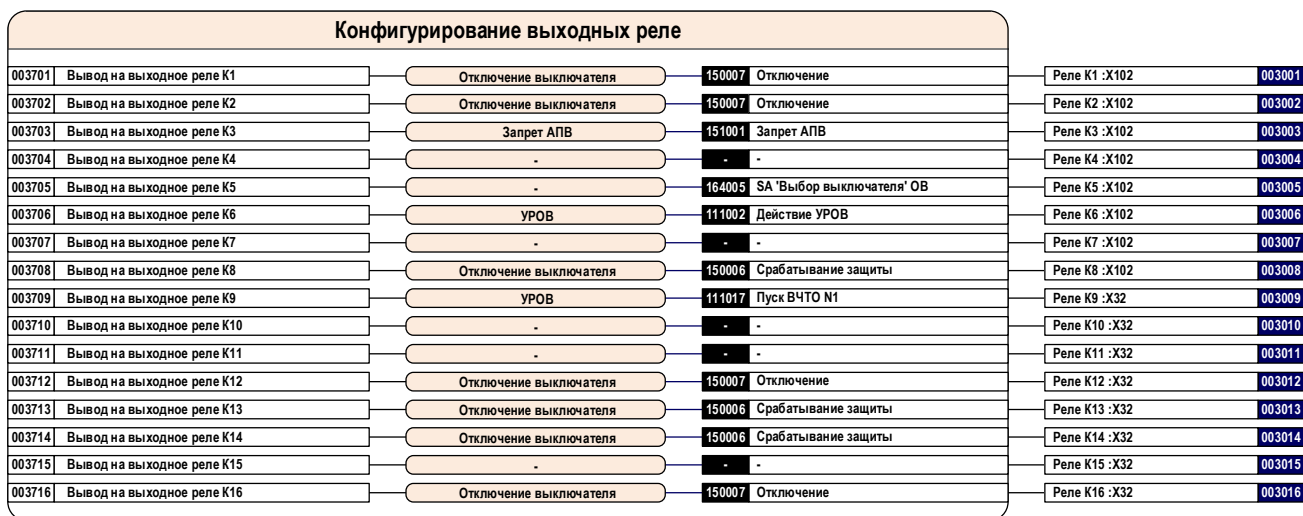 Конфигурирование выходных реле
003701 Вывод на выходное реле К1 Отключение выключателя 150007 Отключение Реле К1 :X102 003001
003702 Вывод на выходное реле К2 Отключение выключателя 150007 Отключение Реле К2 :X102 003002
003703 Вывод на выходное реле К3 Запрет АПВ 151001 Запрет АПВ Реле К3 :X102 003003
003704 Вывод на выходное реле К4 - - - Реле К4 :X102 003004
003705 Вывод на выходное реле К5 - 164005 SA 'Выбор выключателя' ОВ Реле К5 :X102 003005
003706 Вывод на выходное реле К6 УРОВ 111002 Действие УРОВ Реле К6 :X102 003006
003707 Вывод на выходное реле К7 - - - Реле К7 :X102 003007
003708 Вывод на выходное реле К8 Отключение выключателя 150006 Срабатывание защиты Реле К8 :X102 003008
003709 Вывод на выходное реле К9 УРОВ 111017 Пуск ВЧТО N1 Реле К9 :X32 003009
003710 Вывод на выходное реле К10 - - - Реле К10 :X32 003010
003711 Вывод на выходное реле К11 - - - Реле К11 :X32 003011
003712 Вывод на выходное реле К12 Отключение выключателя 150007 Отключение Реле К12 :X32 003012
003713 Вывод на выходное реле К13 Отключение выключателя 150006 Срабатывание защиты Реле К13 :X32 003013
003714 Вывод на выходное реле К14 Отключение выключателя 150006 Срабатывание защиты Реле К14 :X32 003014
003715 Вывод на выходное реле К15 - - - Реле К15 :X32 003015
003716 Вывод на выходное реле К16 Отключение выключателя 150007 Отключение Реле К16 :X32 003016